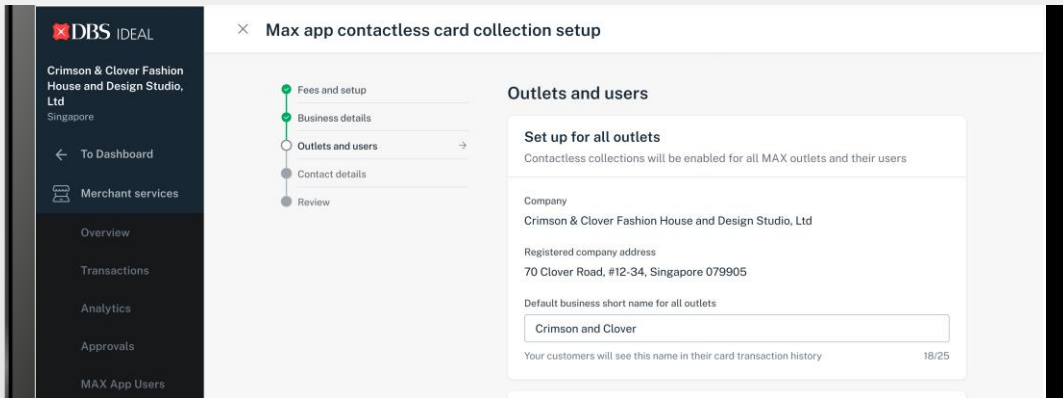 DBS IDEAL
Crimson & Clover Fashion
House and Design Studio,
Ltd
Singapore
← To Dashboard
Merchant services
Overview
Transactions
Analytics
Approvals
MAX App Users
× Max app contactless card collection setup
Fees and setup
Business details
Outlets and users →
Contact details
Review
Outlets and users
Set up for all outlets
Contactless collections will be enabled for all MAX outlets and their users
Company
Crimson & Clover Fashion House and Design Studio, Ltd
Registered company address
70 Clover Road, #12-34, Singapore 079905
Default business short name for all outlets
Crimson and Clover
Your customers will see this name in their card transaction history 18/25